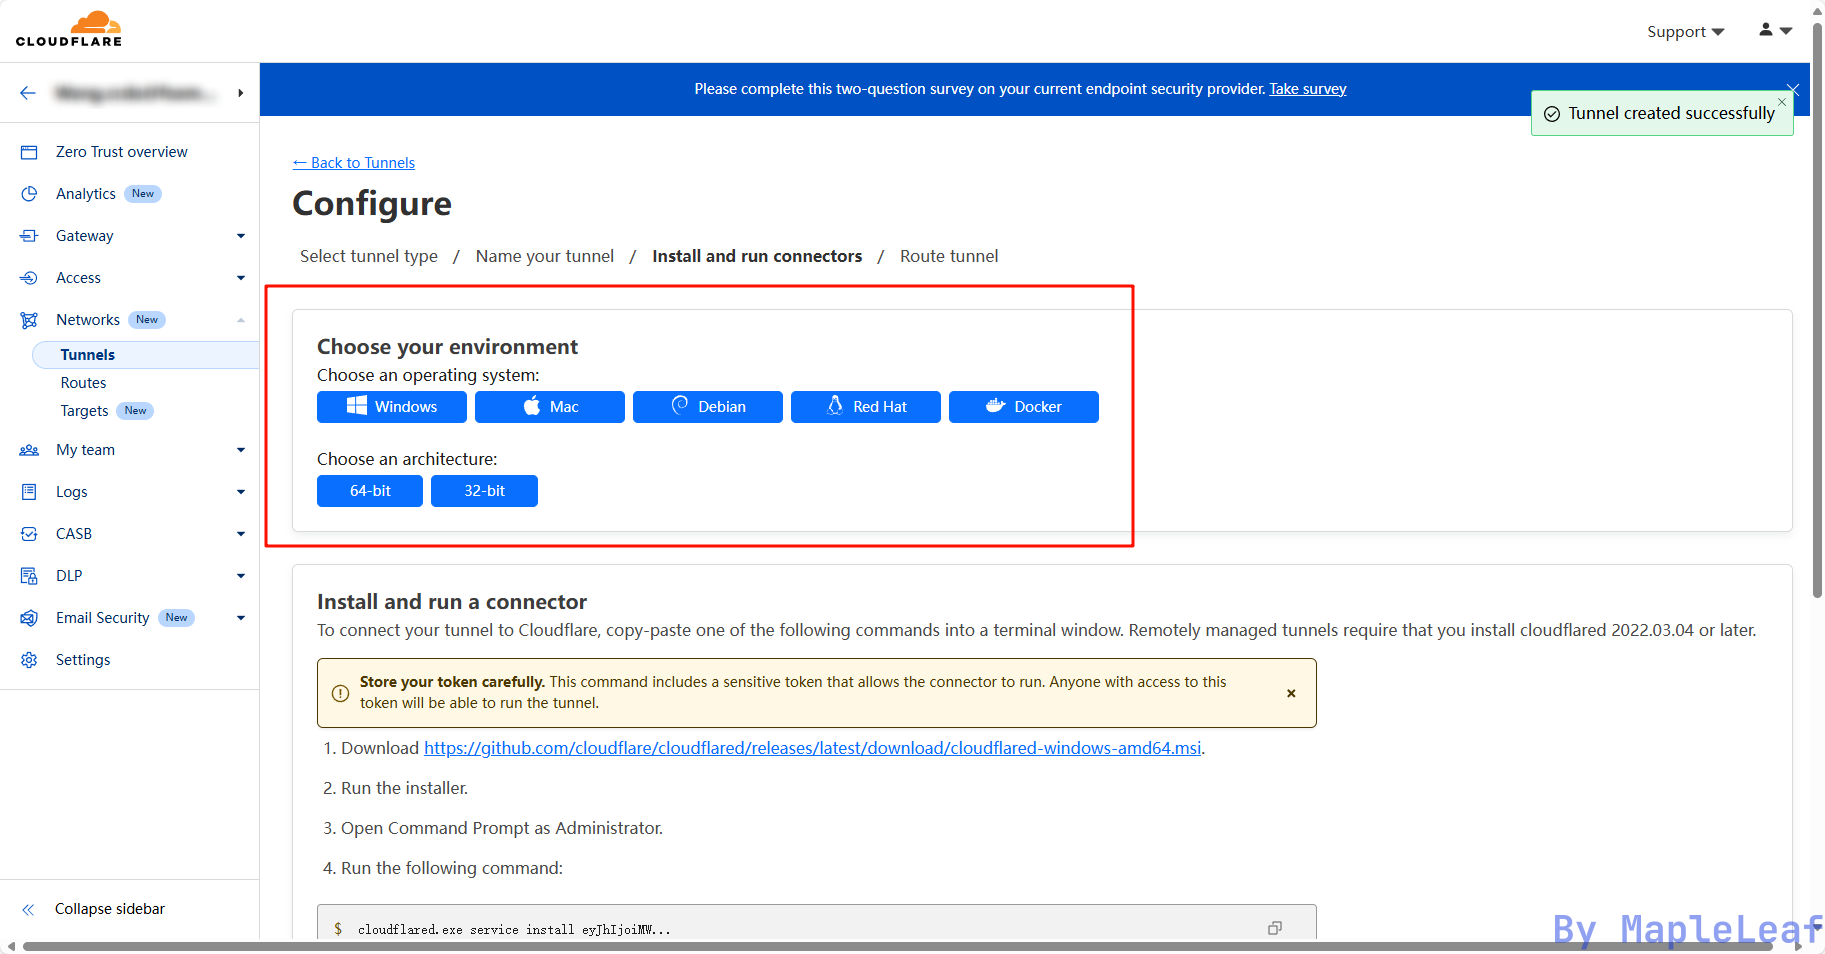 CLOUDFLARE
Support
Please complete this two-question survey on your current endpoint security provider. Take survey
Tunnel created successfully
Zero Trust overview
Analytics New
Gateway
Access
Networks New
Tunnels
Routes
Targets New
My team
Logs
CASB
DLP
Email Security New
Settings
Collapse sidebar
← Back to Tunnels
Configure
Select tunnel type / Name your tunnel / Install and run connectors / Route tunnel
Choose your environment
Choose an operating system:
Windows Mac Debian Red Hat Docker
Choose an architecture:
64-bit 32-bit
Install and run a connector
To connect your tunnel to Cloudflare, copy-paste one of the following commands into a terminal window. Remotely managed tunnels require that you install cloudflared 2022.03.04 or later.
Store your token carefully. This command includes a sensitive token that allows the connector to run. Anyone with access to this
token will be able to run the tunnel.
1. Download https://github.com/cloudflare/cloudflared/releases/latest/download/cloudflared-windows-amd64.msi.
2. Run the installer.
3. Open Command Prompt as Administrator.
4. Run the following command:
$ cloudflared.exe service install eyJhIjoiMW...
By MapleLeaf